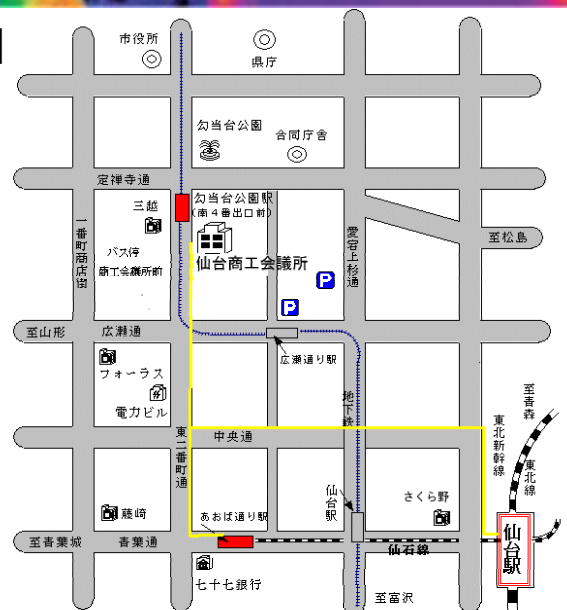 市役所
県庁
勾当台公園
合同庁舎
定禅寺通
三越
勾当台公園駅
(南4番出口前)
一番町商店街
バス停
商工会議所前
仙台商工会議所
愛宕上杉通
至松島
P
P
至山形
広瀬通
広瀬通り駅
フォーラス
電力ビル
地下鉄
至青森
東北新幹線
東北線
東二番町通
中央通
仙台駅
さくら野
藤崎
あおば通り駅
至青葉城
青葉通
仙石線
仙台駅
七十七銀行
至富沢